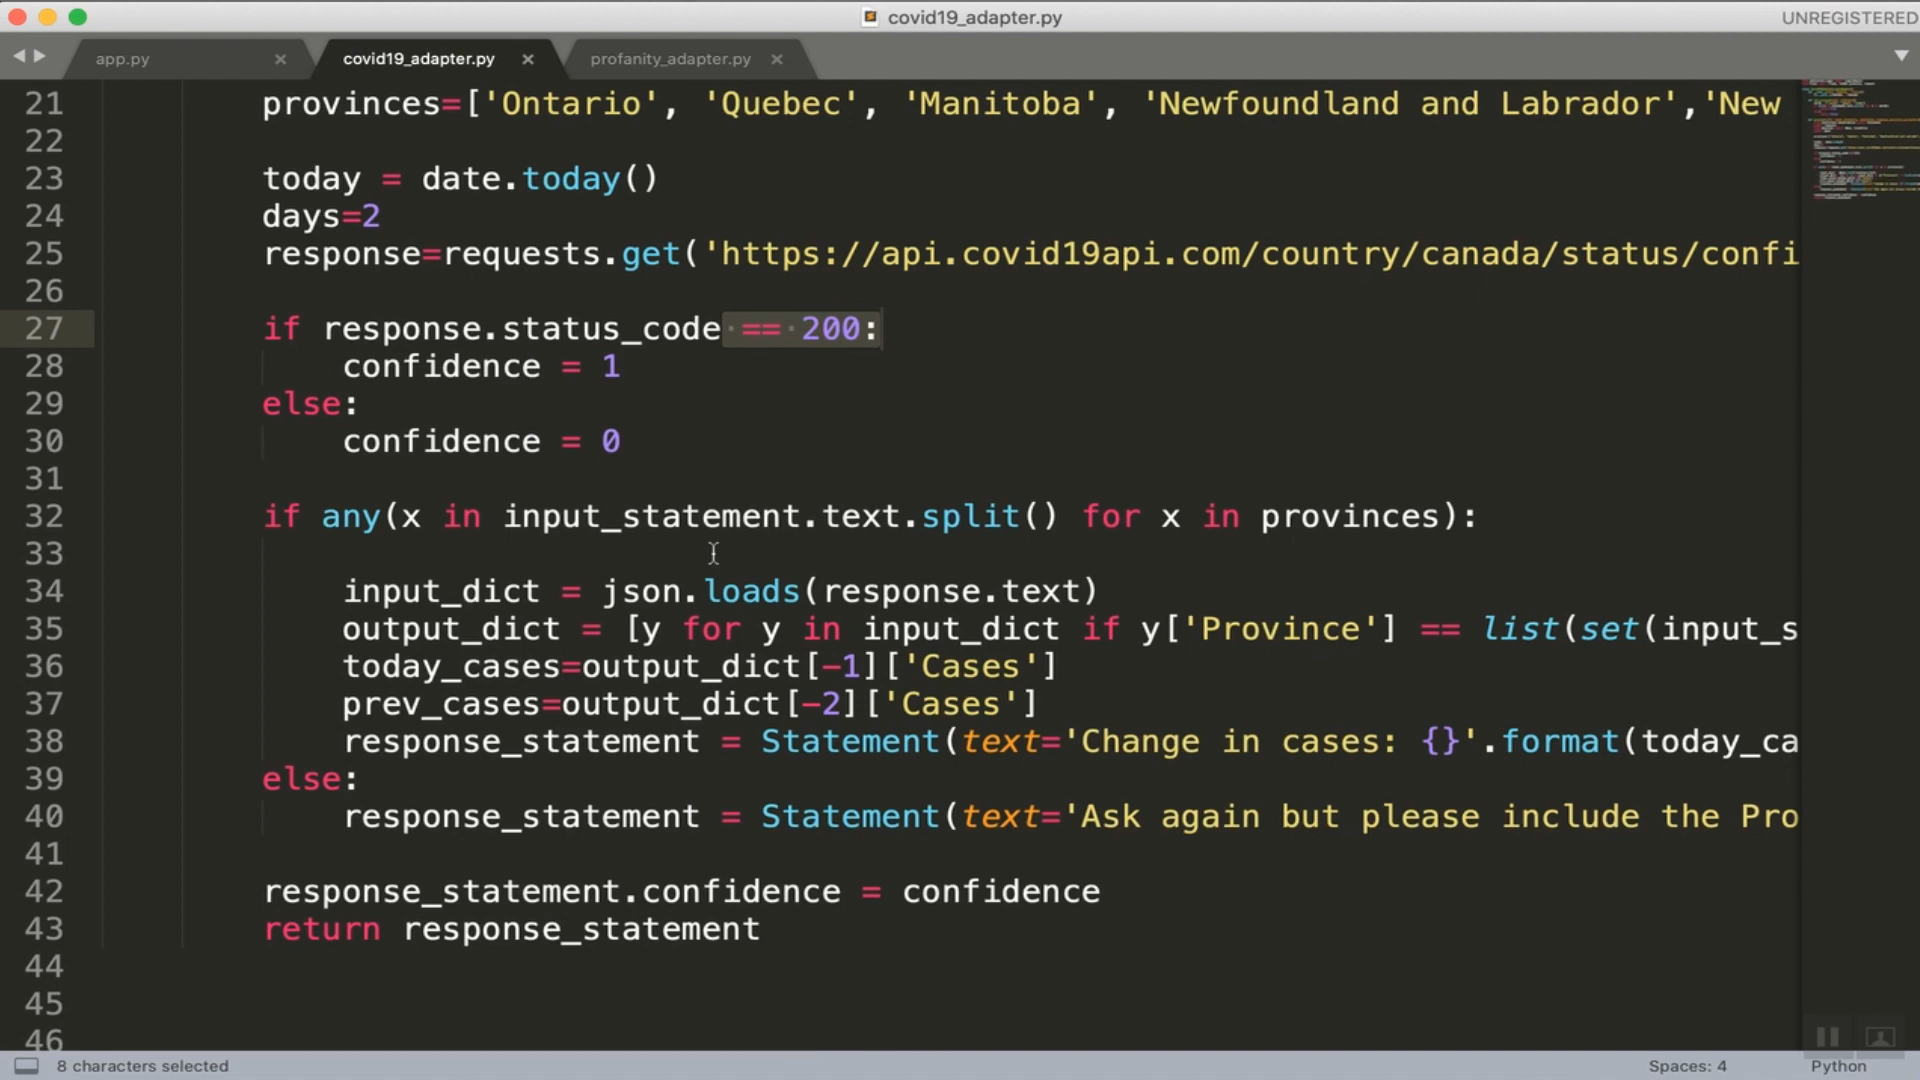 covid19_adapter.py
UNREGISTERED
app.py
covid19_adapter.py
profanity_adapter.py
21 provinces=['Ontario', 'Quebec', 'Manitoba', 'Newfoundland and Labrador','New
22
23 today = date.today()
24 days=2
25 response=requests.get('https://api.covid19api.com/country/canada/status/confi
26
27 if response.status_code == 200:
28 confidence = 1
29 else:
30 confidence = 0
31
32 if any(x in input_statement.text.split() for x in provinces):
33
34 input_dict = json.loads(response.text)
35 output_dict = [y for y in input_dict if y['Province'] == list(set(input_s
36 today_cases=output_dict[-1]['Cases']
37 prev_cases=output_dict[-2]['Cases']
38 response_statement = Statement(text='Change in cases: {}'.format(today_ca
39 else:
40 response_statement = Statement(text='Ask again but please include the Pro
41
42 response_statement.confidence = confidence
43 return response_statement
44
45
46
8 characters selected
Spaces: 4
Python